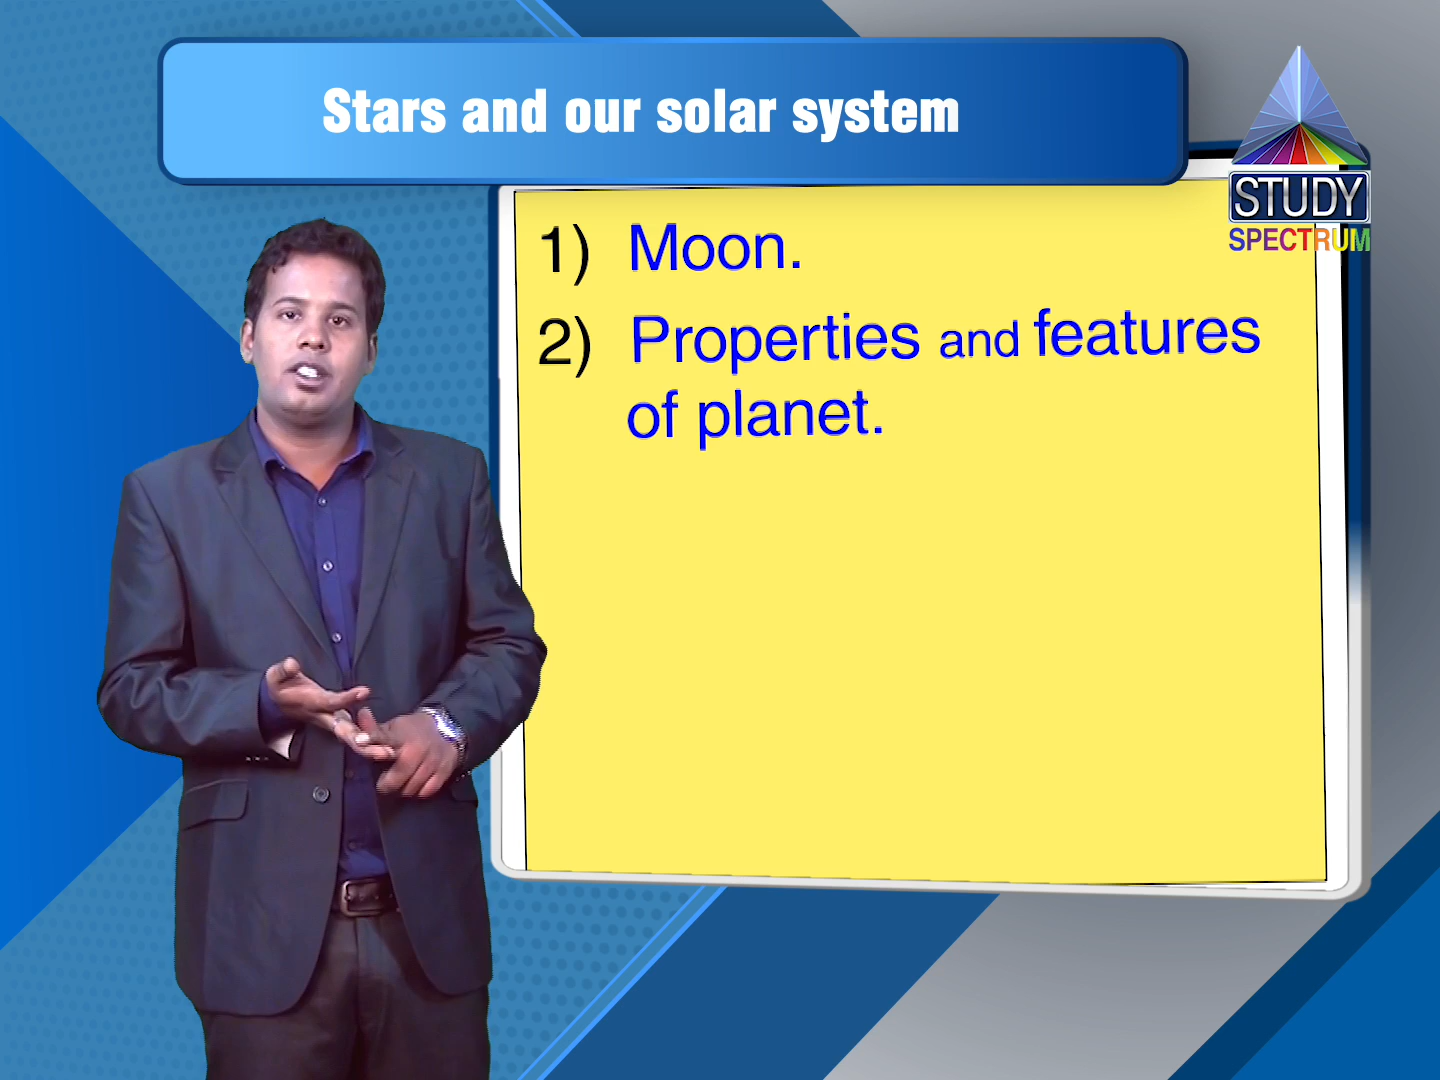 Stars and our solar system
STUDY
SPECTRUM
1) Moon.
2) Properties and features
of planet.